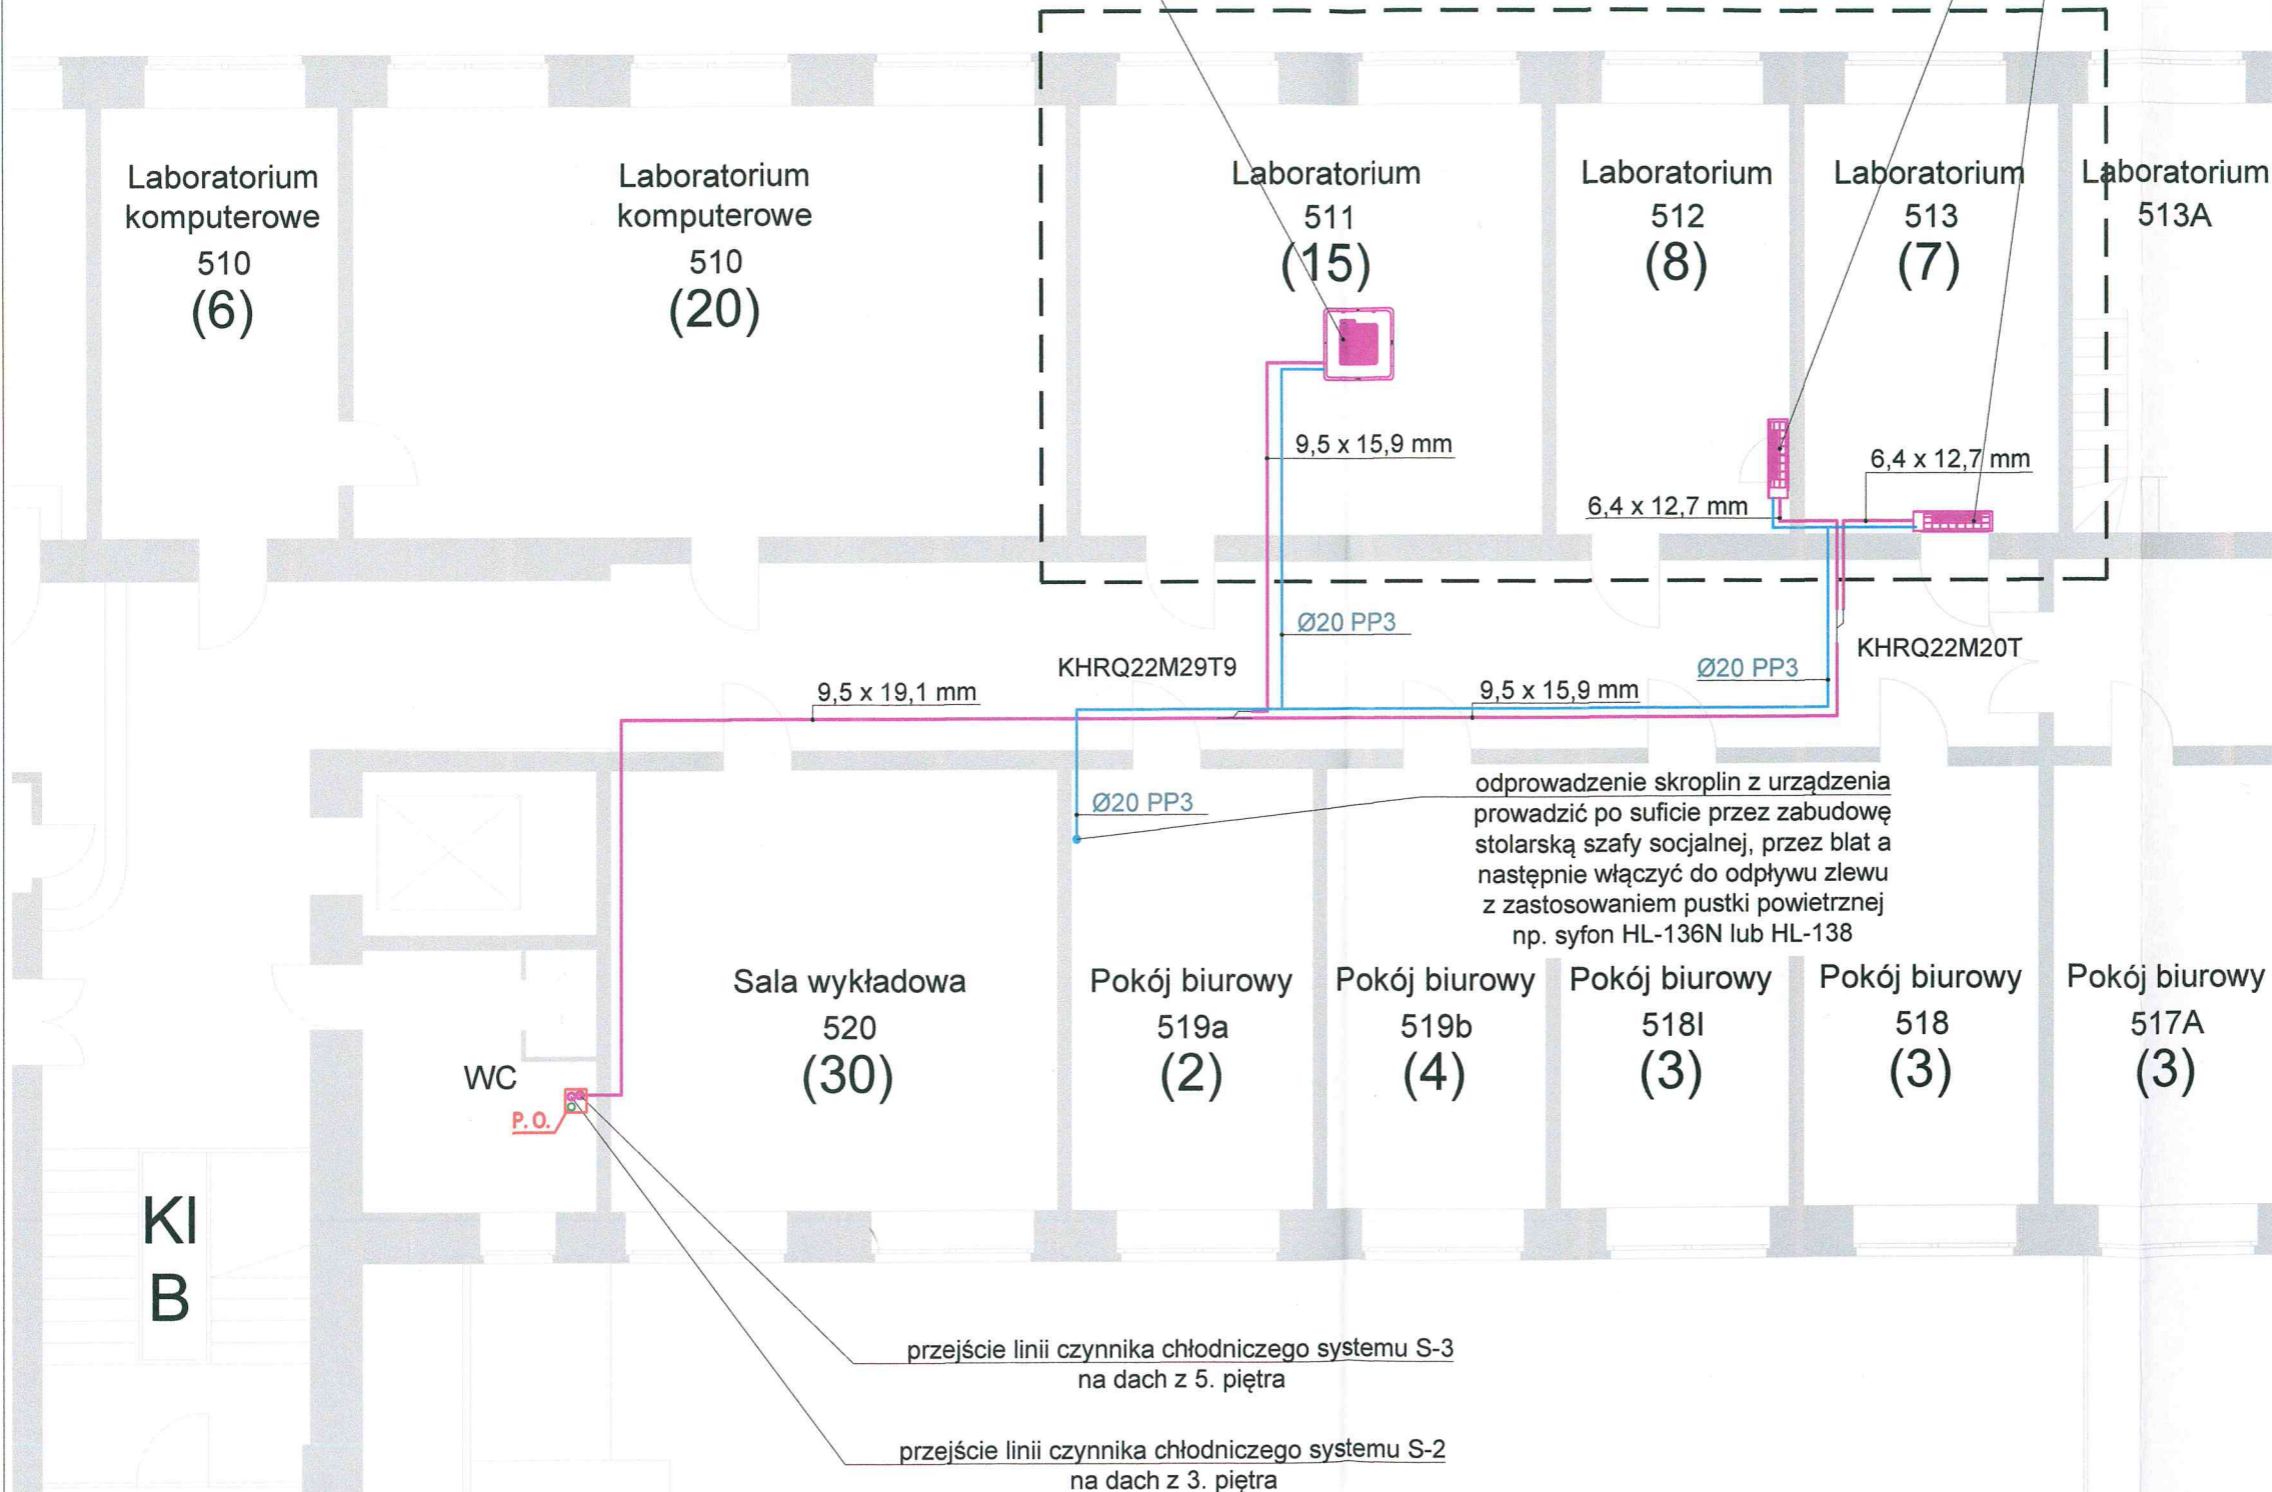 Laboratorium
komputerowe
510
(6)
Laboratorium
komputerowe
510
(20)
Laboratorium
511
(15)
Laboratorium
512
(8)
Laboratorium
513
(7)
Laboratorium
513A
9,5 x 15,9 mm
6,4 x 12,7 mm
6,4 x 12,7 mm
Ø20 PP3
KHRQ22M29T9
Ø20 PP3
KHRQ22M20T
9,5 x 19,1 mm
9,5 x 15,9 mm
Ø20 PP3
odprowadzenie skroplin z urządzenia
prowadzić po suficie przez zabudowę
stolarską szafy socjalnej, przez blat a
następnie włączyć do odpływu zlewu
z zastosowaniem pustki powietrznej
np. syfon HL-136N lub HL-138
Sala wykładowa
520
(30)
Pokój biurowy
519a
(2)
Pokój biurowy
519b
(4)
Pokój biurowy
518I
(3)
Pokój biurowy
518
(3)
Pokój biurowy
517A
(3)
WC
P.O.
Kl
B
przejście linii czynnika chłodniczego systemu S-3
na dach z 5. piętra
przejście linii czynnika chłodniczego systemu S-2
na dach z 3. piętra